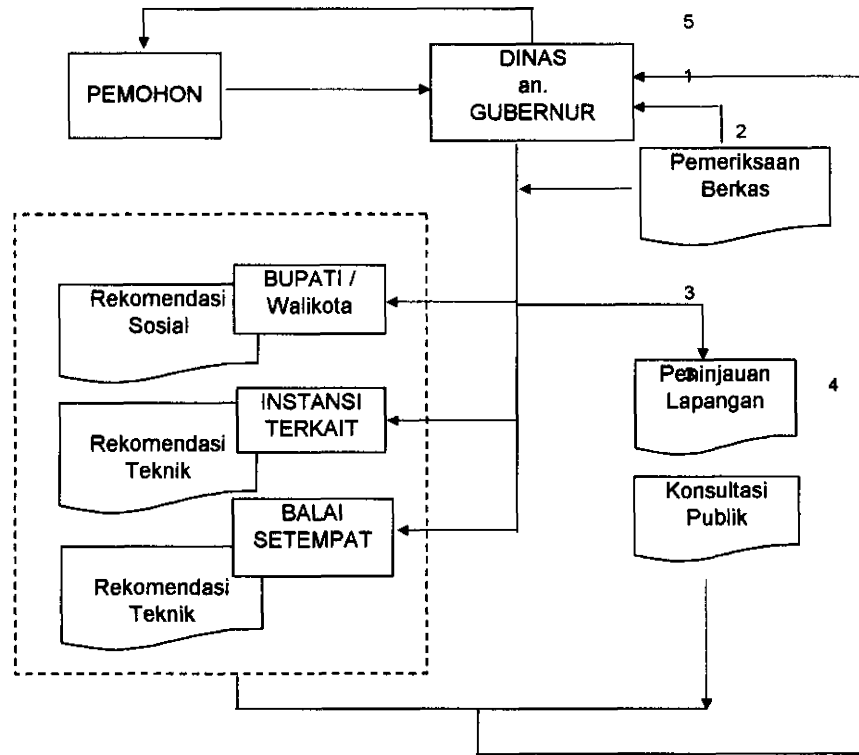 5
DINAS
an.
GUBERNUR
PEMOHON
1
2
Pemeriksaan
Berkas
BUPATI /
Walikota
Rekomendasi
Sosial
3
Peninjauan
Lapangan
3
4
INSTANSI
TERKAIT
Rekomendasi
Teknik
Konsultasi
Publik
BALAI
SETEMPAT
Rekomendasi
Teknik